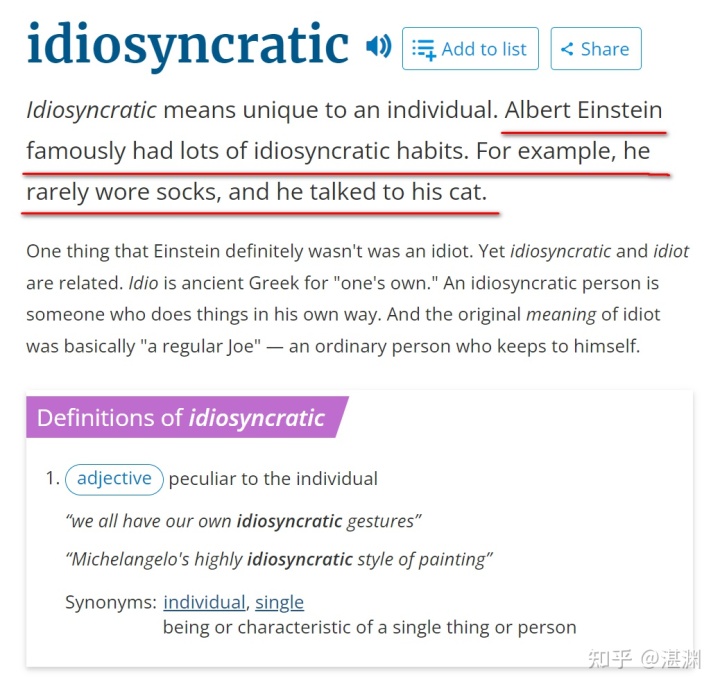 idiosyncratic Add to list Share
Idiosyncratic means unique to an individual. Albert Einstein
famously had lots of idiosyncratic habits. For example, he
rarely wore socks, and he talked to his cat.
One thing that Einstein definitely wasn't was an idiot. Yet idiosyncratic and idiot
are related. Idio is ancient Greek for "one's own." An idiosyncratic person is
someone who does things in his own way. And the original meaning of idiot
was basically "a regular Joe" — an ordinary person who keeps to himself.
Definitions of idiosyncratic
1. adjective peculiar to the individual
“we all have our own idiosyncratic gestures”
“Michelangelo's highly idiosyncratic style of painting”
Synonyms: individual, single
being or characteristic of a single thing or person
知乎 @湛渊